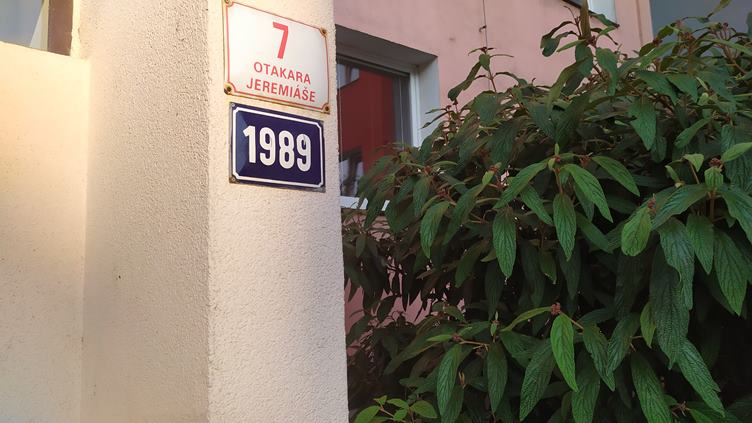 7
OTAKARA
JEREMIÁŠE
1989